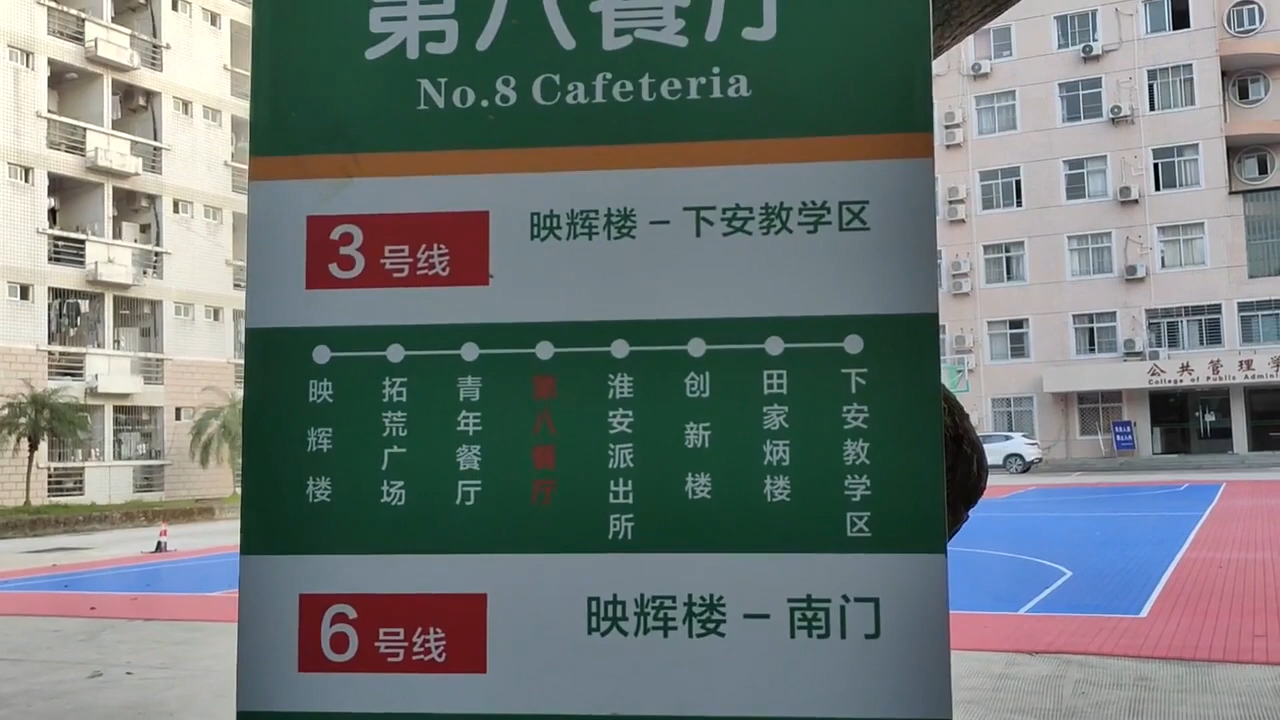 第八餐厅
No.8 Cafeteria
3号线
映辉楼－下安教学区
映辉楼
拓荒广场
青年餐厅
第八餐厅
淮安派出所
创新楼
田家炳楼
下安教学区
6号线
映辉楼－南门
公共管理学
College of Public Admini